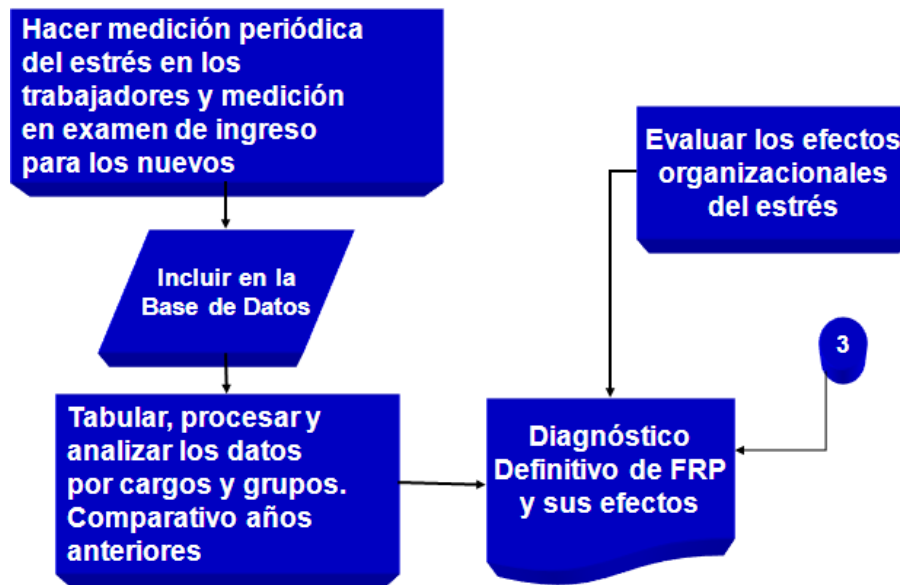 Hacer medición periódica
del estrés en los
trabajadores y medición
en examen de ingreso
para los nuevos
Evaluar los efectos
organizacionales
del estrés
Incluir en la
Base de Datos
3
Tabular, procesar y
analizar los datos
por cargos y grupos.
Comparativo años
anteriores
Diagnóstico
Definitivo de FRP
y sus efectos